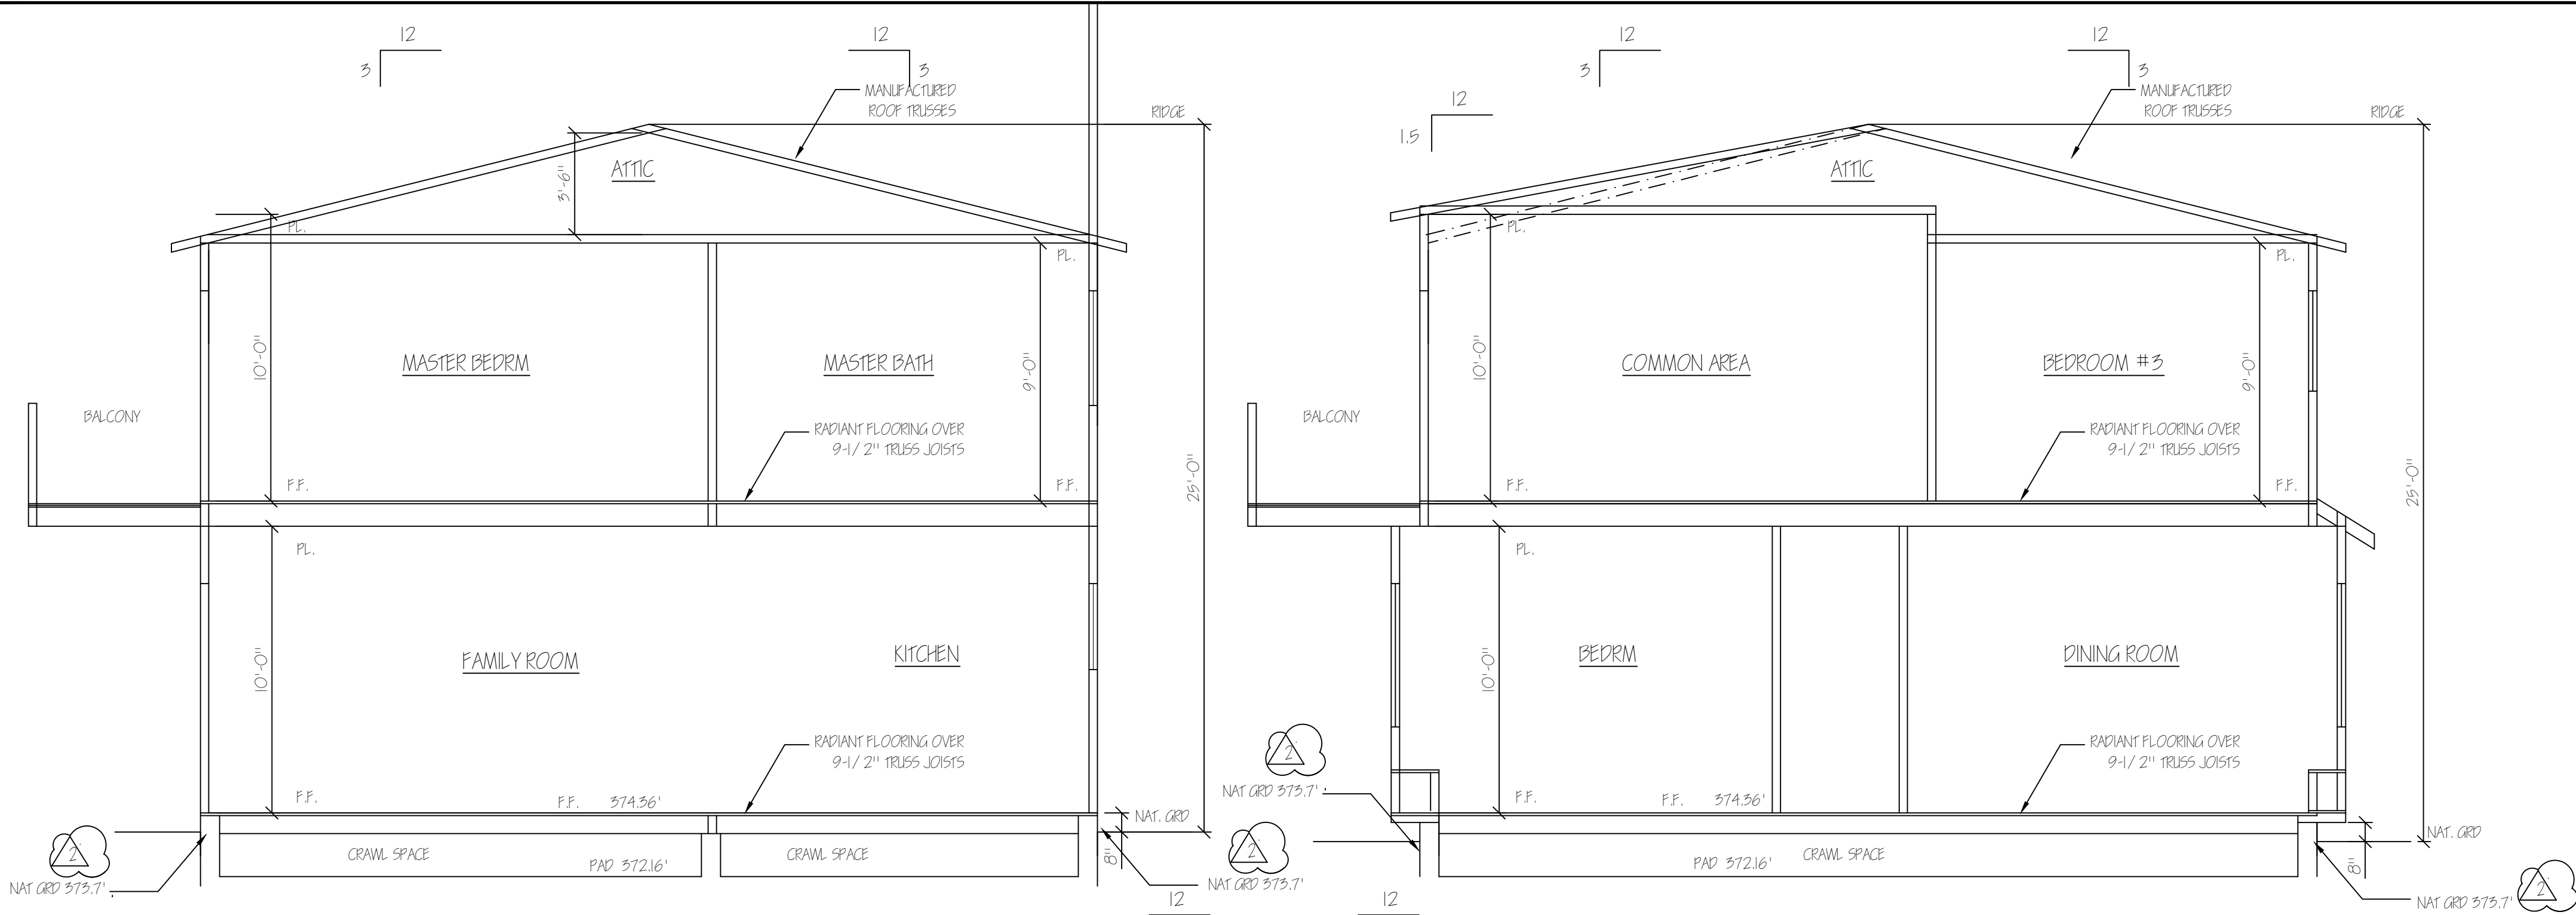 12
3
12
3
MANUFACTURED
ROOF TRUSSES
RIDGE
ATTIC
3'-6"
PL.
PL.
10'-0"
MASTER BEDRM
MASTER BATH
9'-0"
BALCONY
RADIANT FLOORING OVER
9-1/2" TRUSS JOISTS
F.F.
F.F.
25'-0"
PL.
10'-0"
FAMILY ROOM
KITCHEN
RADIANT FLOORING OVER
9-1/2" TRUSS JOISTS
F.F.
F.F. 374.36'
NAT. GRD
8"
2
CRAWL SPACE
PAD 372.16'
CRAWL SPACE
NAT GRD 373.7'
2
NAT GRD 373.7'
12
12
12
3
12
3
12
1.5
MANUFACTURED
ROOF TRUSSES
RIDGE
ATTIC
PL.
PL.
10'-0"
COMMON AREA
BEDROOM #3
9'-0"
BALCONY
RADIANT FLOORING OVER
9-1/2" TRUSS JOISTS
F.F.
F.F.
25'-0"
PL.
10'-0"
BEDRM
DINING ROOM
RADIANT FLOORING OVER
9-1/2" TRUSS JOISTS
2
NAT GRD 373.7'
F.F.
F.F. 374.36'
NAT. GRD
8"
PAD 372.16'
CRAWL SPACE
NAT GRD 373.7'
2